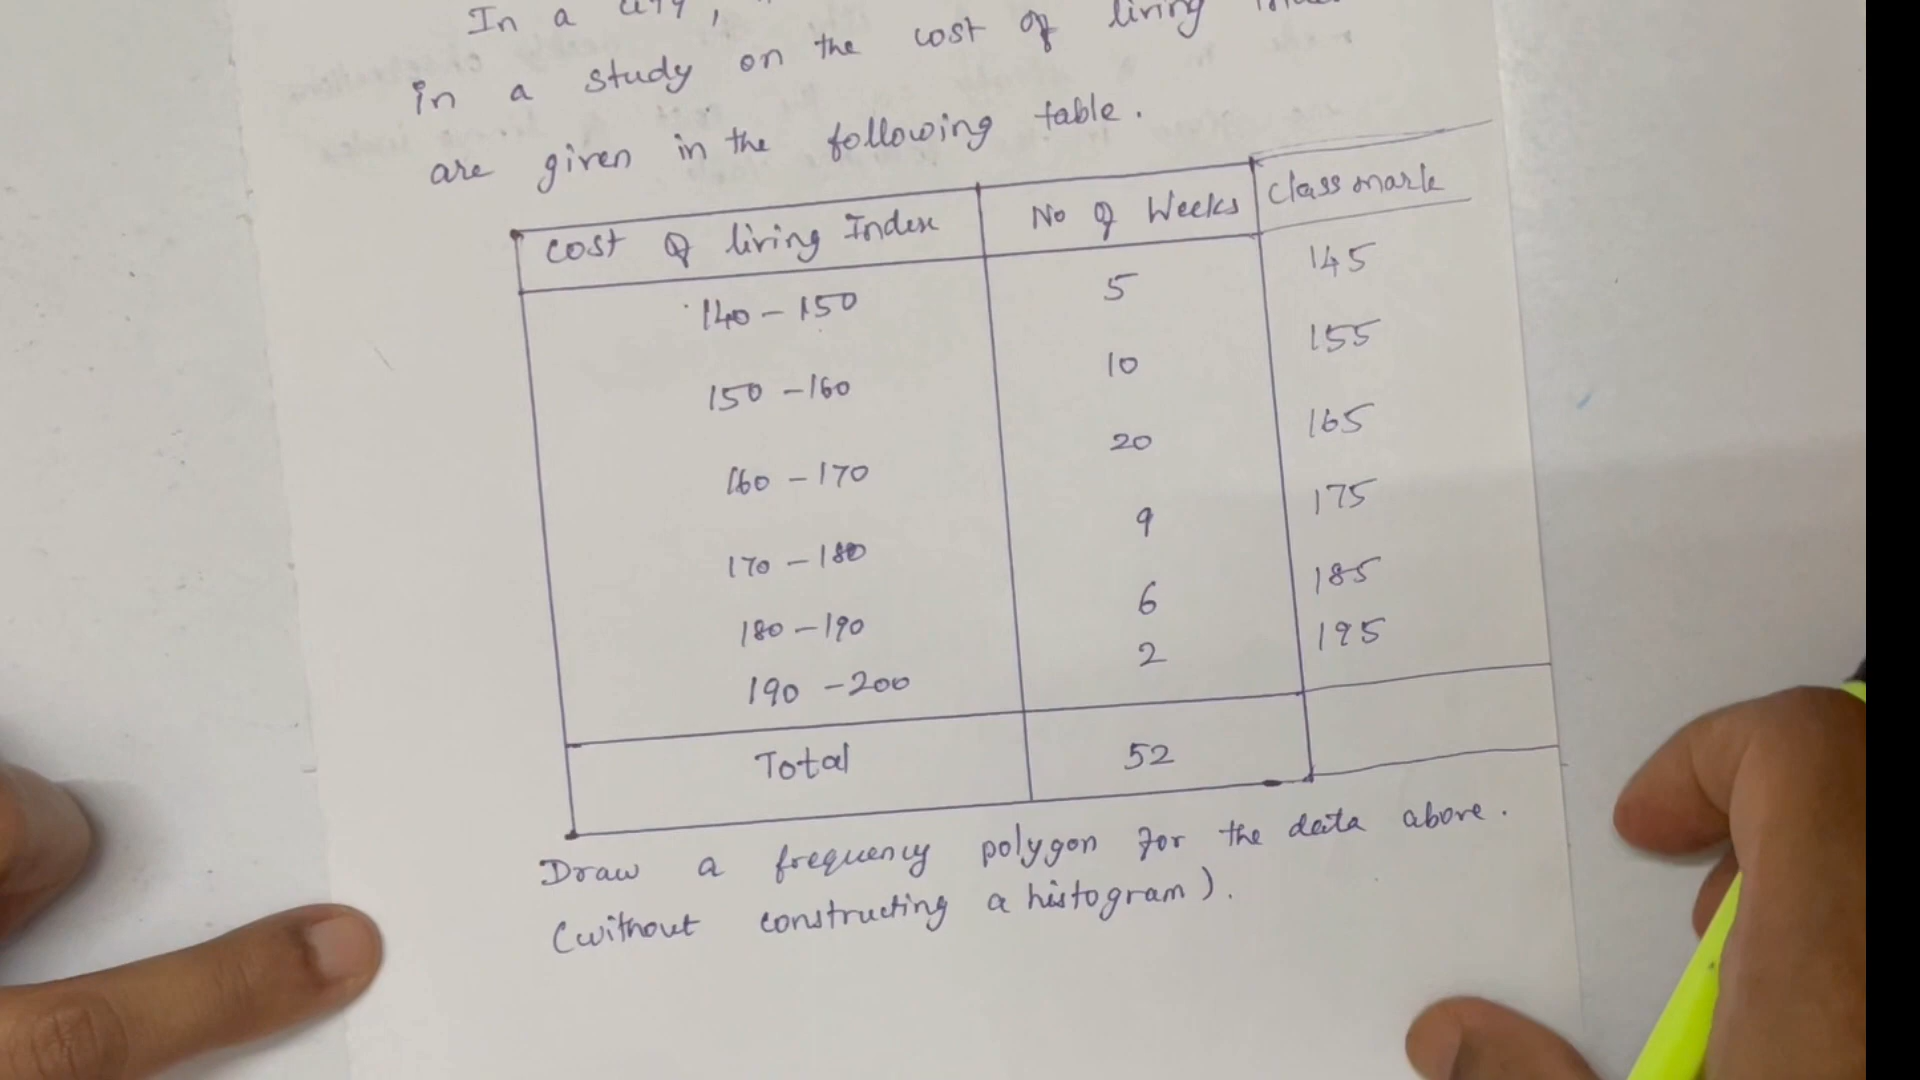 In a city,
in a study on the cost of living
are given in the following table.
Cost of living Index No of Weeks Class mark
140 - 150 5 145
150 - 160 10 155
160 - 170 20 165
170 - 180 9 175
180 - 190 6 185
190 - 200 2 195
Total 52
Draw a frequency polygon for the data above.
(without constructing a histogram).